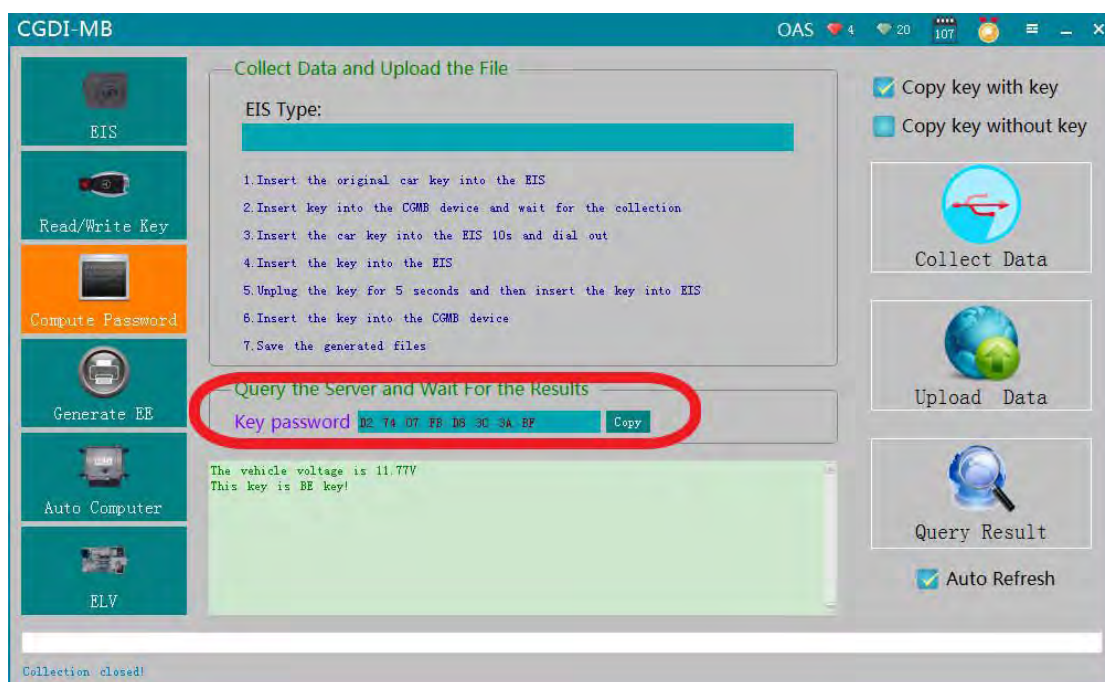 CGDI-MB
OAS 4 20 107
EIS
Read/Write Key
Compute Password
Generate EE
Auto Computer
ELV
Collect Data and Upload the File
EIS Type:
1.Insert the original car key into the EIS
2.Insert key into the CGMB device and wait for the collection
3.Insert the car key into the EIS 10s and dial out
4.Insert the key into the EIS
5.Unplug the key for 5 seconds and then insert the key into EIS
6.Insert the key into the CGMB device
7.Save the generated files
Query the Server and Wait For the Results
Key password D2 74 07 FB D8 3C 3A BF Copy
The vehicle voltage is 11.77V
This key is BE key!
Copy key with key
Copy key without key
Collect Data
Upload Data
Query Result
Auto Refresh
Collection closed!